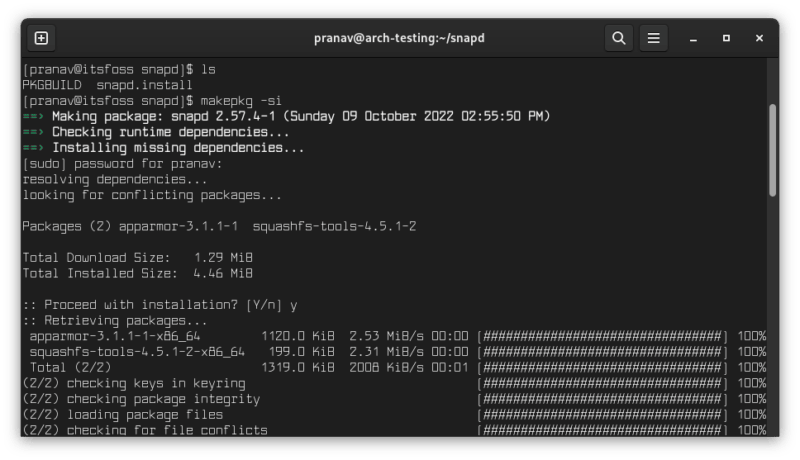 pranav@arch-testing:~/snapd
[pranav@itsfoss snapd]$ ls
PKGBUILD  snapd.install
[pranav@itsfoss snapd]$ makepkg -si
==> Making package: snapd 2.57.4-1 (Sunday 09 October 2022 02:55:50 PM)
==> Checking runtime dependencies...
==> Installing missing dependencies...
[sudo] password for pranav:
resolving dependencies...
looking for conflicting packages...
Packages (2) apparmor-3.1.1-1  squashfs-tools-4.5.1-2
Total Download Size:   1.29 MiB
Total Installed Size:  4.46 MiB
:: Proceed with installation? [Y/n] y
:: Retrieving packages...
apparmor-3.1.1-1-x86_64        1120.0 KiB  2.53 MiB/s 00:00 [################################] 100%
squashfs-tools-4.5.1-2-x86_64   199.0 KiB  2.31 MiB/s 00:00 [################################] 100%
Total (2/2)                    1319.0 KiB  2008 KiB/s 00:01 [################################] 100%
(2/2) checking keys in keyring                               [################################] 100%
(2/2) checking package integrity                             [################################] 100%
(2/2) loading package files                                  [################################] 100%
(2/2) checking for file conflicts                            [################################] 100%